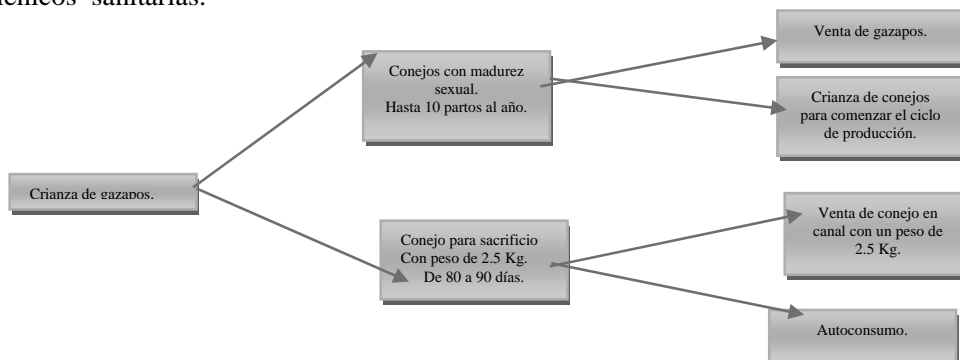 sanitarias.
Venta de gazapos.
Conejos con madurez
sexual.
Hasta 10 partos al año.
Crianza de conejos
para comenzar el ciclo
de producción.
Crianza de gazapos.
Conejo para sacrificio
Con peso de 2.5 Kg.
De 80 a 90 días.
Venta de conejo en
canal con un peso de
2.5 Kg.
Autoconsumo.